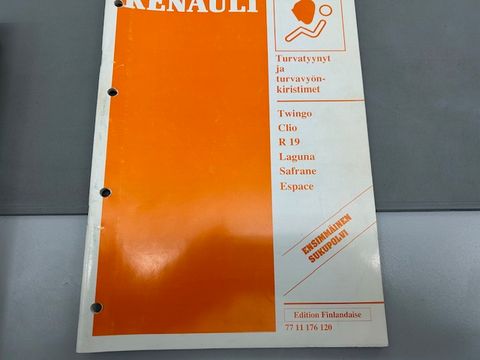 RENAULT
Turvatyynyt
ja
turvavyön-
kiristimet
Twingo
Clio
R 19
Laguna
Safrane
Espace
ENSIMMÄINEN
SUKUPOLVI
Edition Finlandaise
77 11 176 120